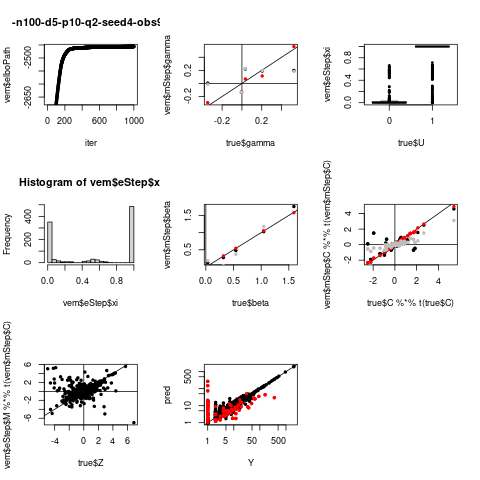 -n100-d5-p10-q2-seed4-obs9
vem$elboPath
-2500
-2650
0 200 600 1000
iter
vem$mStep$gamma
0.2
-0.2
-0.2 0.2
true$gamma
vem$eStep$xi
0.8
0.4
0.0
0 1
true$U
Histogram of vem$eStep$x
Frequency
400
200
0
0.0 0.4 0.8
vem$eStep$xi
vem$mStep$beta
1.5
1.0
0.0
0.0 0.5 1.0 1.5
true$beta
vem$mStep$C %*% t(vem$mStep$C)
4
2
0
-2
-2 0 2 4
true$C %*% t(true$C)
vem$eStep$M %*% t(vem$mStep$C)
6
2
-2
-6
-4 0 2 4 6
true$Z
pred
500
10
1
1 5 50 500
Y